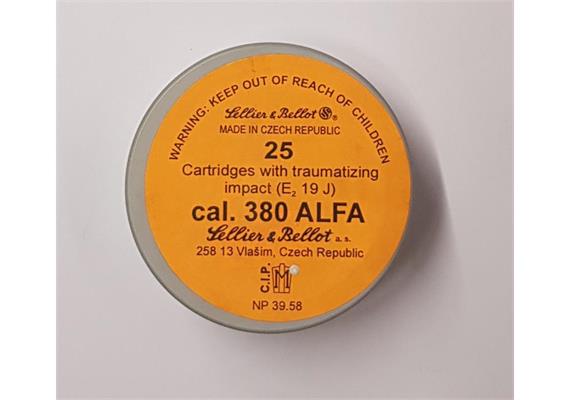 WARNING: KEEP OUT OF REACH OF CHILDREN
Sellier & Bellot S ®
MADE IN CZECH REPUBLIC
25
Cartridges with traumatizing
impact (E₂ 19 J)
cal. 380 ALFA
Sellier & Bellot a. s.
258 13 Vlašim, Czech Republic
C.I.P.
NP 39.58